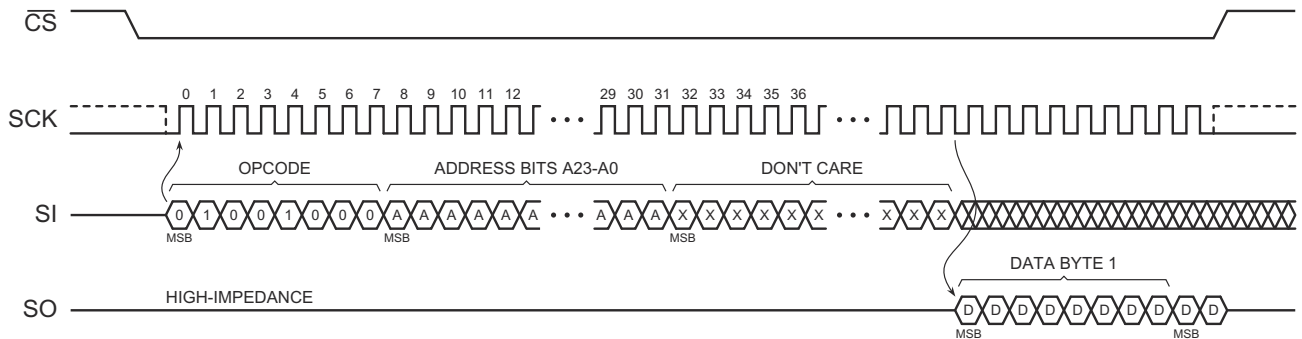 CS
0 1 2 3 4 5 6 7 8 9 10 11 12 29 30 31 32 33 34 35 36
SCK • • • • • •
OPCODE ADDRESS BITS A23-A0 DON'T CARE
SI 0 1 0 0 1 0 0 0 A A A A A A • • • A A A X X X X X X • • • X X X
MSB MSB MSB
DATA BYTE 1
HIGH-IMPEDANCE
SO D D D D D D D D D D
MSB MSB